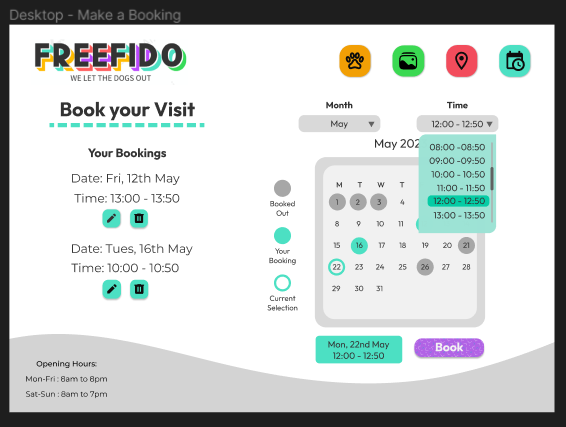 Desktop - Make a Booking
FREEFIDO
WE LET THE DOGS OUT
Book your Visit
Month
Time
May
12:00 - 12:50
Your Bookings
May 202
08:00 -08:50
09:00 -09:50
10:00 - 10:50
11:00 - 11:50
12:00 - 12:50
13:00 - 13:50
Date: Fri, 12th May
Time: 13:00 - 13:50
Date: Tues, 16th May
Time: 10:00 - 10:50
Booked
Out
Your
Booking
Current
Selection
M T W T
1 2 3 4
8 9 10 11
15 16 17 18 19 20 21
22 23 24 25 26 27 28
29 30 31
Mon, 22nd May
12:00 - 12:50
Book
Opening Hours:
Mon-Fri : 8am to 8pm
Sat-Sun : 8am to 7pm